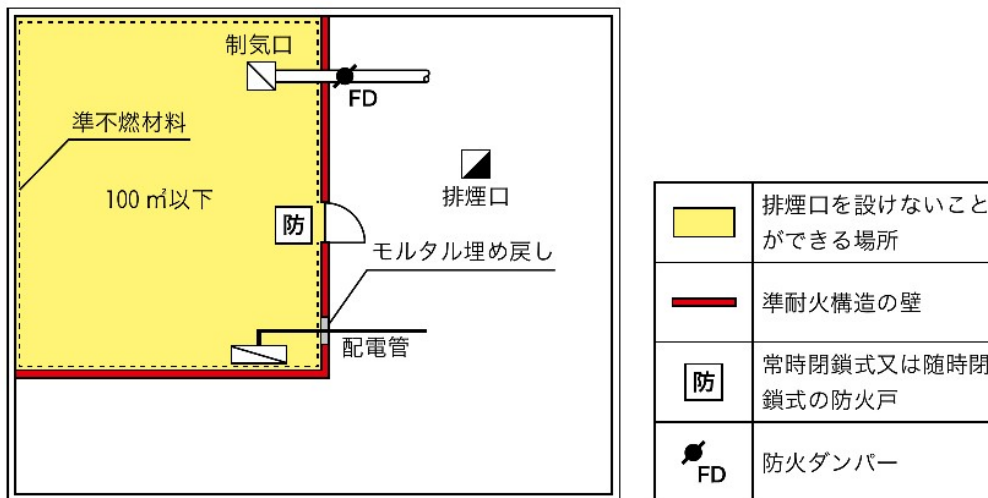 制気口
FD
準不燃材料
100 ㎡以下
排煙口
防
モルタル埋め戻し
配電管
排煙口を設けないこと
ができる場所
準耐火構造の壁
防
常時閉鎖式又は随時閉
鎖式の防火戸
FD
防火ダンパー